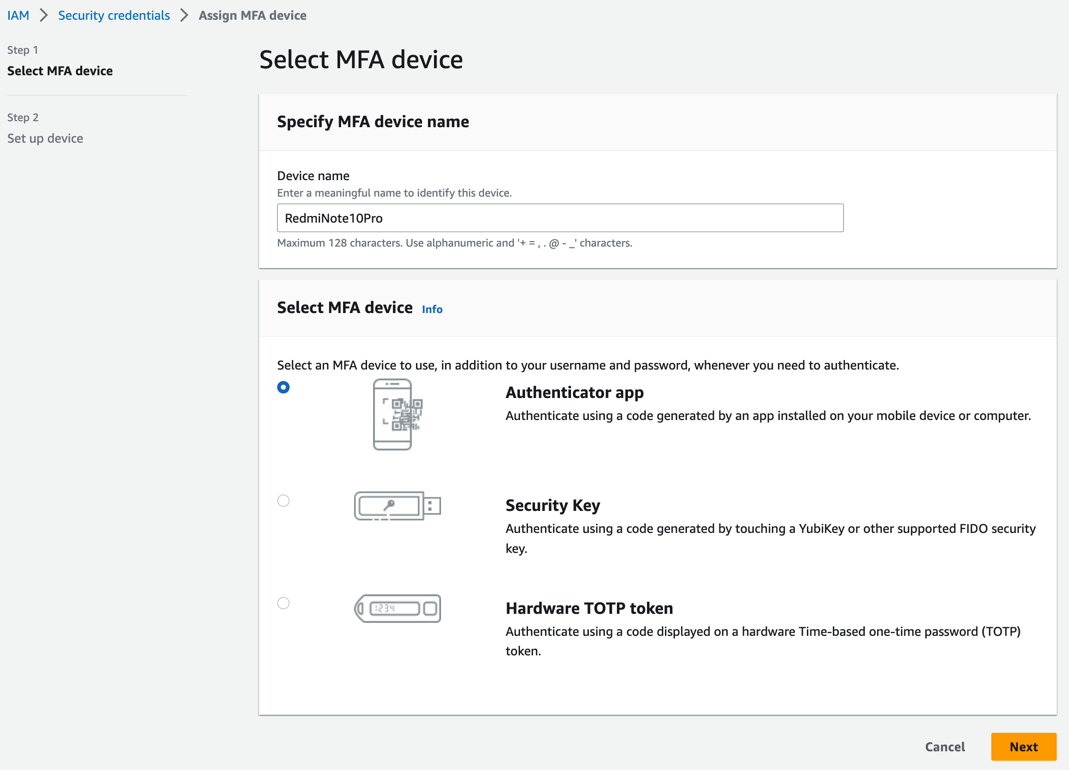 IAM > Security credentials > Assign MFA device
Step 1
Select MFA device
Step 2
Set up device
Select MFA device
Specify MFA device name
Device name
Enter a meaningful name to identify this device.
RedmiNote10Pro
Maximum 128 characters. Use alphanumeric and '+ = , . @ - _' characters.
Select MFA device Info
Select an MFA device to use, in addition to your username and password, whenever you need to authenticate.
Authenticator app
Authenticate using a code generated by an app installed on your mobile device or computer.
Security Key
Authenticate using a code generated by touching a YubiKey or other supported FIDO security
key.
1234
Hardware TOTP token
Authenticate using a code displayed on a hardware Time-based one-time password (TOTP)
token.
Cancel Next